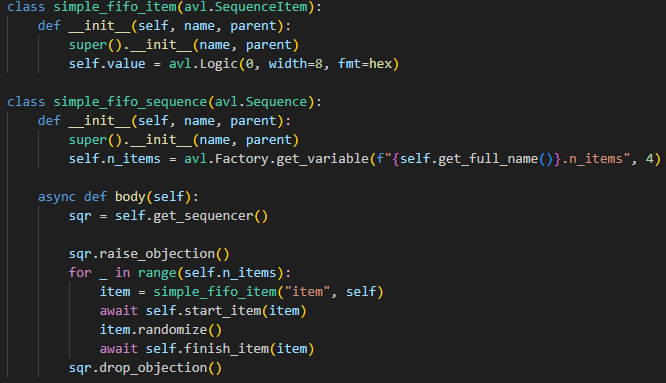 class simple_fifo_item(avl.SequenceItem):
    def __init__(self, name, parent):
        super().__init__(name, parent)
        self.value = avl.Logic(0, width=8, fmt=hex)

class simple_fifo_sequence(avl.Sequence):
    def __init__(self, name, parent):
        super().__init__(name, parent)
        self.n_items = avl.Factory.get_variable(f"{self.get_full_name()}.n_items", 4)

    async def body(self):
        sqr = self.get_sequencer()

        sqr.raise_objection()
        for _ in range(self.n_items):
            item = simple_fifo_item("item", self)
            await self.start_item(item)
            item.randomize()
            await self.finish_item(item)
        sqr.drop_objection()